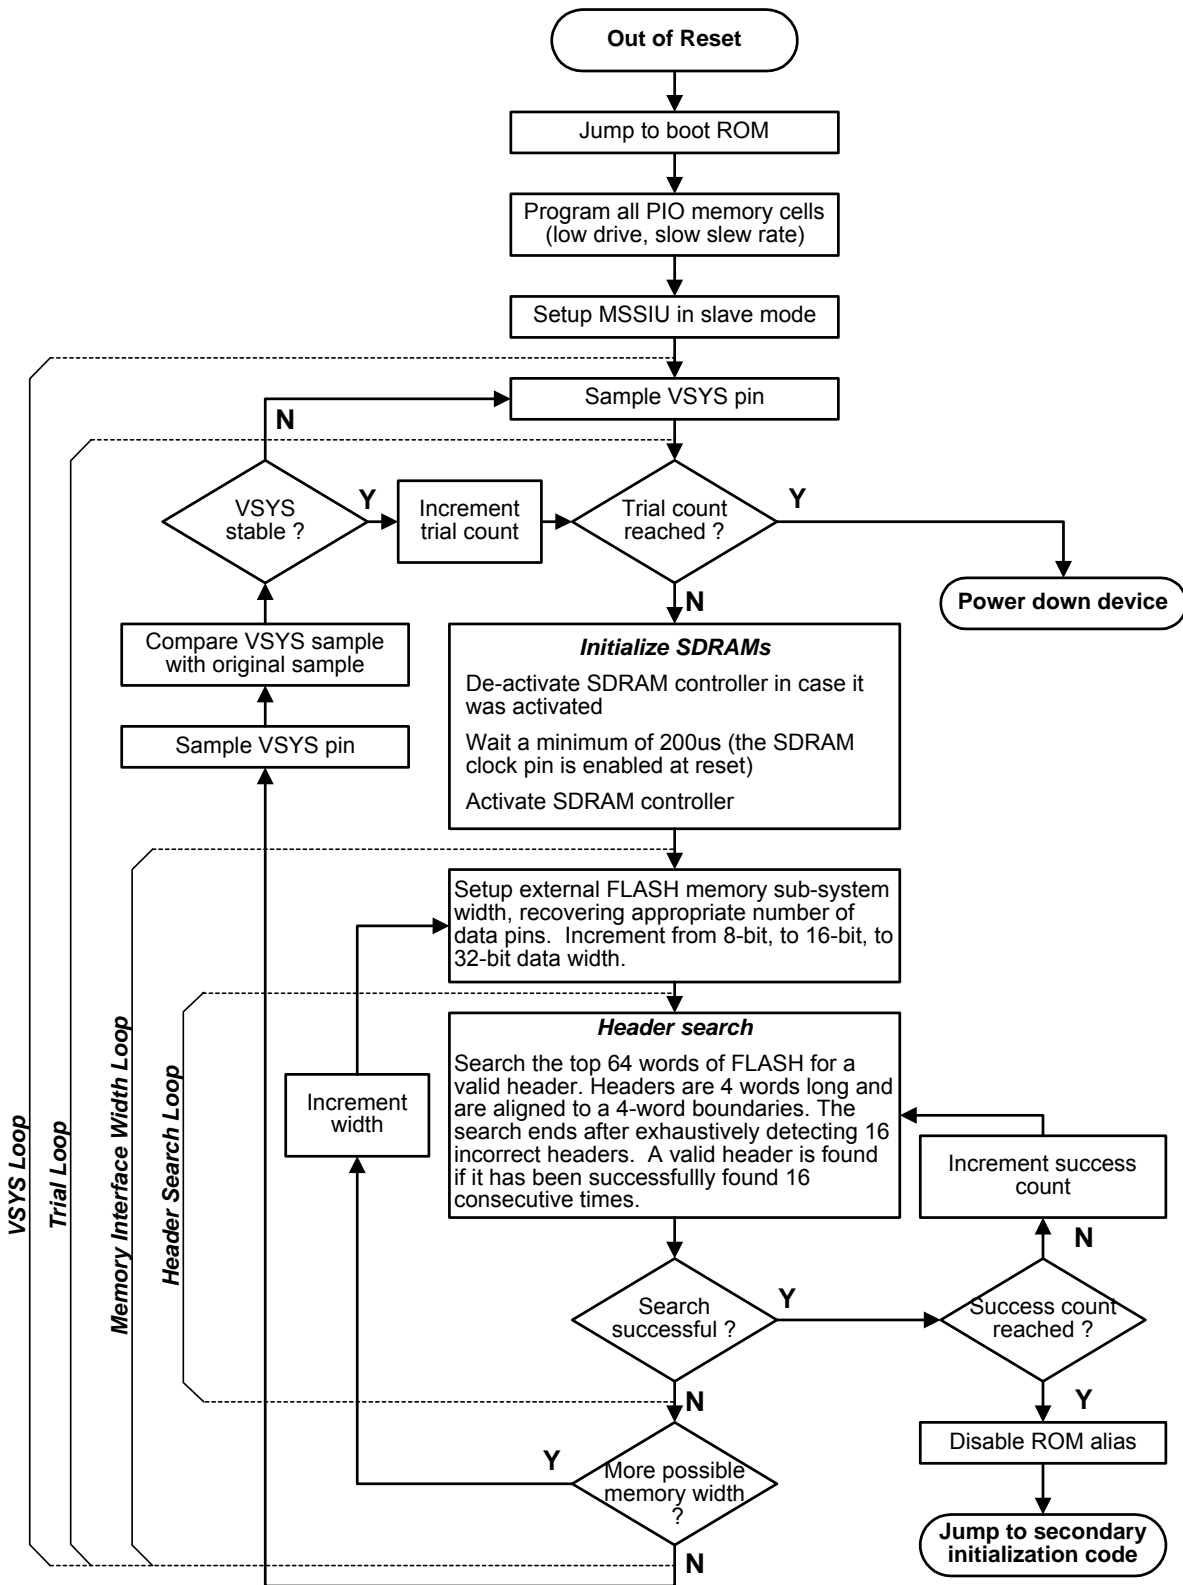 Out of Reset
Jump to boot ROM
Program all PIO memory cells
(low drive, slow slew rate)
Setup MSSIU in slave mode
Sample VSYS pin
N
VSYS
stable ?
Y
Increment
trial count
Trial count
reached ?
Y
N
Power down device
Compare VSYS sample
with original sample
Sample VSYS pin
Initialize SDRAMs
De-activate SDRAM controller in case it
was activated
Wait a minimum of 200us (the SDRAM
clock pin is enabled at reset)
Activate SDRAM controller
Setup external FLASH memory sub-system
width, recovering appropriate number of
data pins. Increment from 8-bit, to 16-bit, to
32-bit data width.
Header search
Search the top 64 words of FLASH for a
valid header. Headers are 4 words long and
are aligned to a 4-word boundaries. The
search ends after exhaustively detecting 16
incorrect headers. A valid header is found
if it has been successfullly found 16
consecutive times.
Increment
width
Increment success
count
N
Search
successful ?
Y
Success count
reached ?
N
Y
Disable ROM alias
More possible
memory width
?
Y
N
Jump to secondary
initialization code
VSYS Loop
Trial Loop
Memory Interface Width Loop
Header Search Loop